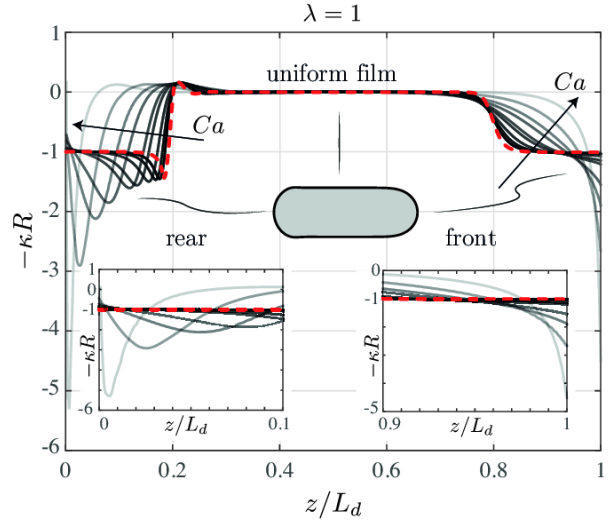 λ = 1
1
0
-1
-2
-3
-4
-5
-6
−κR
Ca
uniform film
Ca
rear
front
1
0
-1
-6
−κR
0
0.1
z/L_d
0
-1
-5
−κR
0.9
1
z/L_d
0
0.2
0.4
0.6
0.8
1
z/L_d